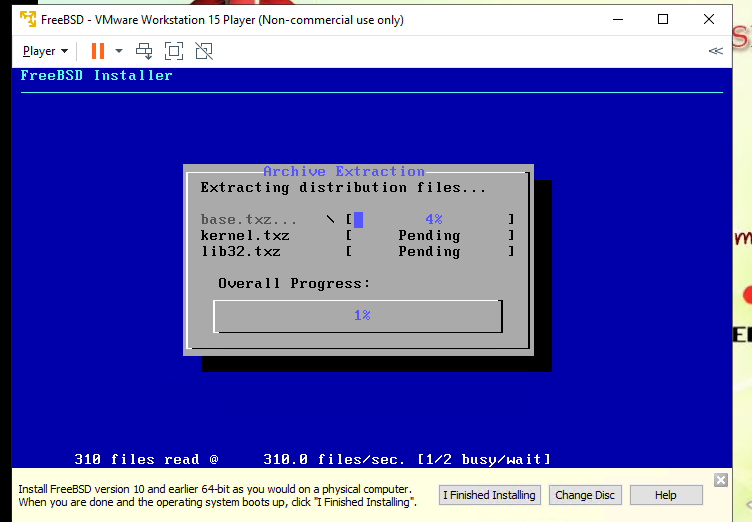 FreeBSD - VMware Workstation 15 Player (Non-commercial use only)
Player
FreeBSD Installer
Archive Extraction
Extracting distribution files...
base.txz... \ [ 4% ]
kernel.txz [ Pending ]
lib32.txz [ Pending ]
Overall Progress:
1%
310 files read @ 310.0 files/sec. [1/2 busy/wait]
Install FreeBSD version 10 and earlier 64-bit as you would on a physical computer.
When you are done and the operating system boots up, click "I Finished Installing".
I Finished Installing
Change Disc
Help